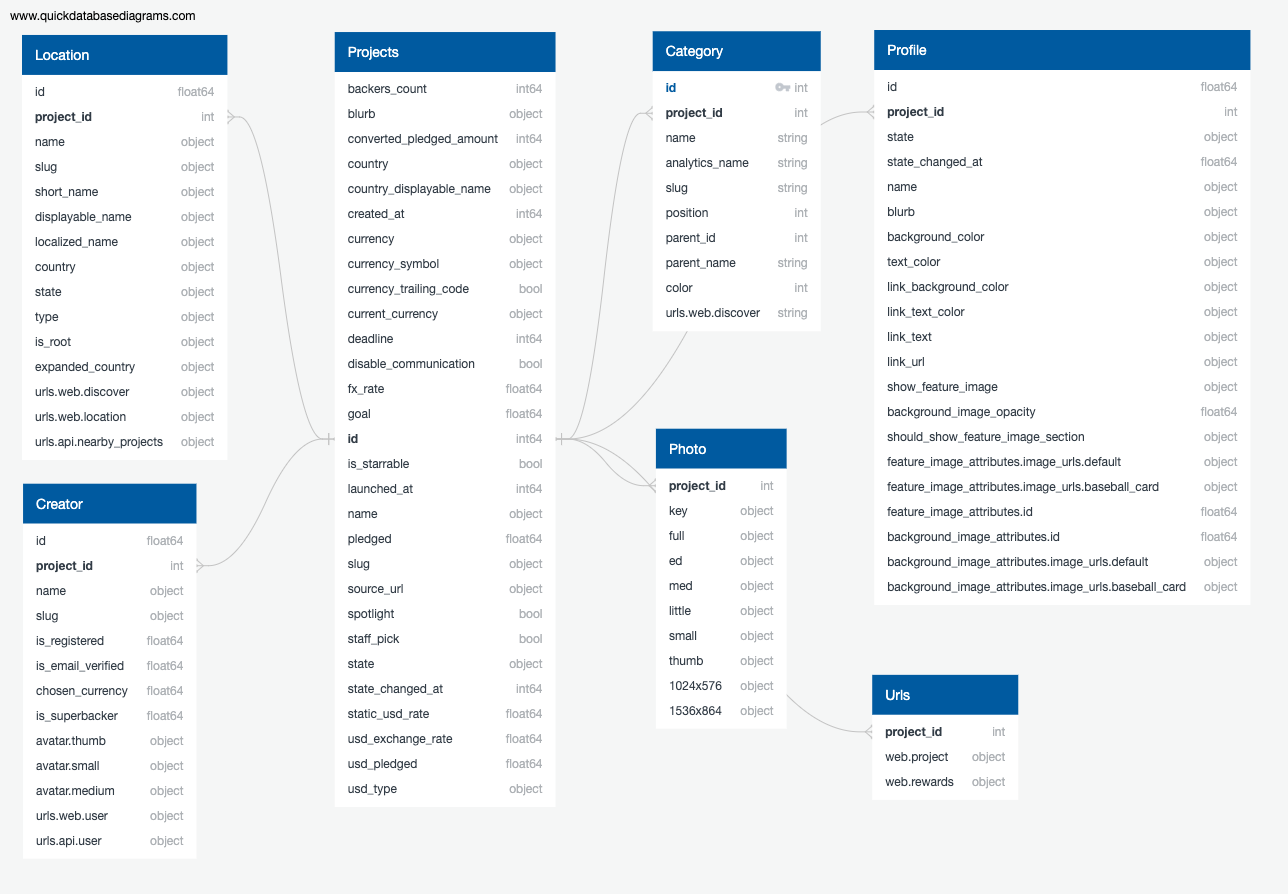 www.quickdatabasediagrams.com
Location
id float64
project_id int
name object
slug object
short_name object
displayable_name object
localized_name object
country object
state object
type object
is_root object
expanded_country object
urls.web.discover object
urls.web.location object
urls.api.nearby_projects object
Creator
id float64
project_id int
name object
slug object
is_registered float64
is_email_verified float64
chosen_currency float64
is_superbacker float64
avatar.thumb object
avatar.small object
avatar.medium object
urls.web.user object
urls.api.user object
Projects
backers_count int64
blurb object
converted_pledged_amount int64
country object
country_displayable_name object
created_at int64
currency object
currency_symbol object
currency_trailing_code bool
current_currency object
deadline int64
disable_communication bool
fx_rate float64
goal float64
id int64
is_starrable bool
launched_at int64
name object
pledged float64
slug object
source_url object
spotlight bool
staff_pick bool
state object
state_changed_at int64
static_usd_rate float64
usd_exchange_rate float64
usd_pledged float64
usd_type object
Category
id int
project_id int
name string
analytics_name string
slug string
position int
parent_id int
parent_name string
color int
urls.web.discover string
Photo
project_id int
key object
full object
ed object
med object
little object
small object
thumb object
1024x576 object
1536x864 object
Profile
id float64
project_id int
state object
state_changed_at float64
name object
blurb object
background_color object
text_color object
link_background_color object
link_text_color object
link_text object
link_url object
show_feature_image object
background_image_opacity float64
should_show_feature_image_section object
feature_image_attributes.image_urls.default object
feature_image_attributes.image_urls.baseball_card object
feature_image_attributes.id float64
background_image_attributes.id float64
background_image_attributes.image_urls.default object
background_image_attributes.image_urls.baseball_card object
Urls
project_id int
web.project object
web.rewards object